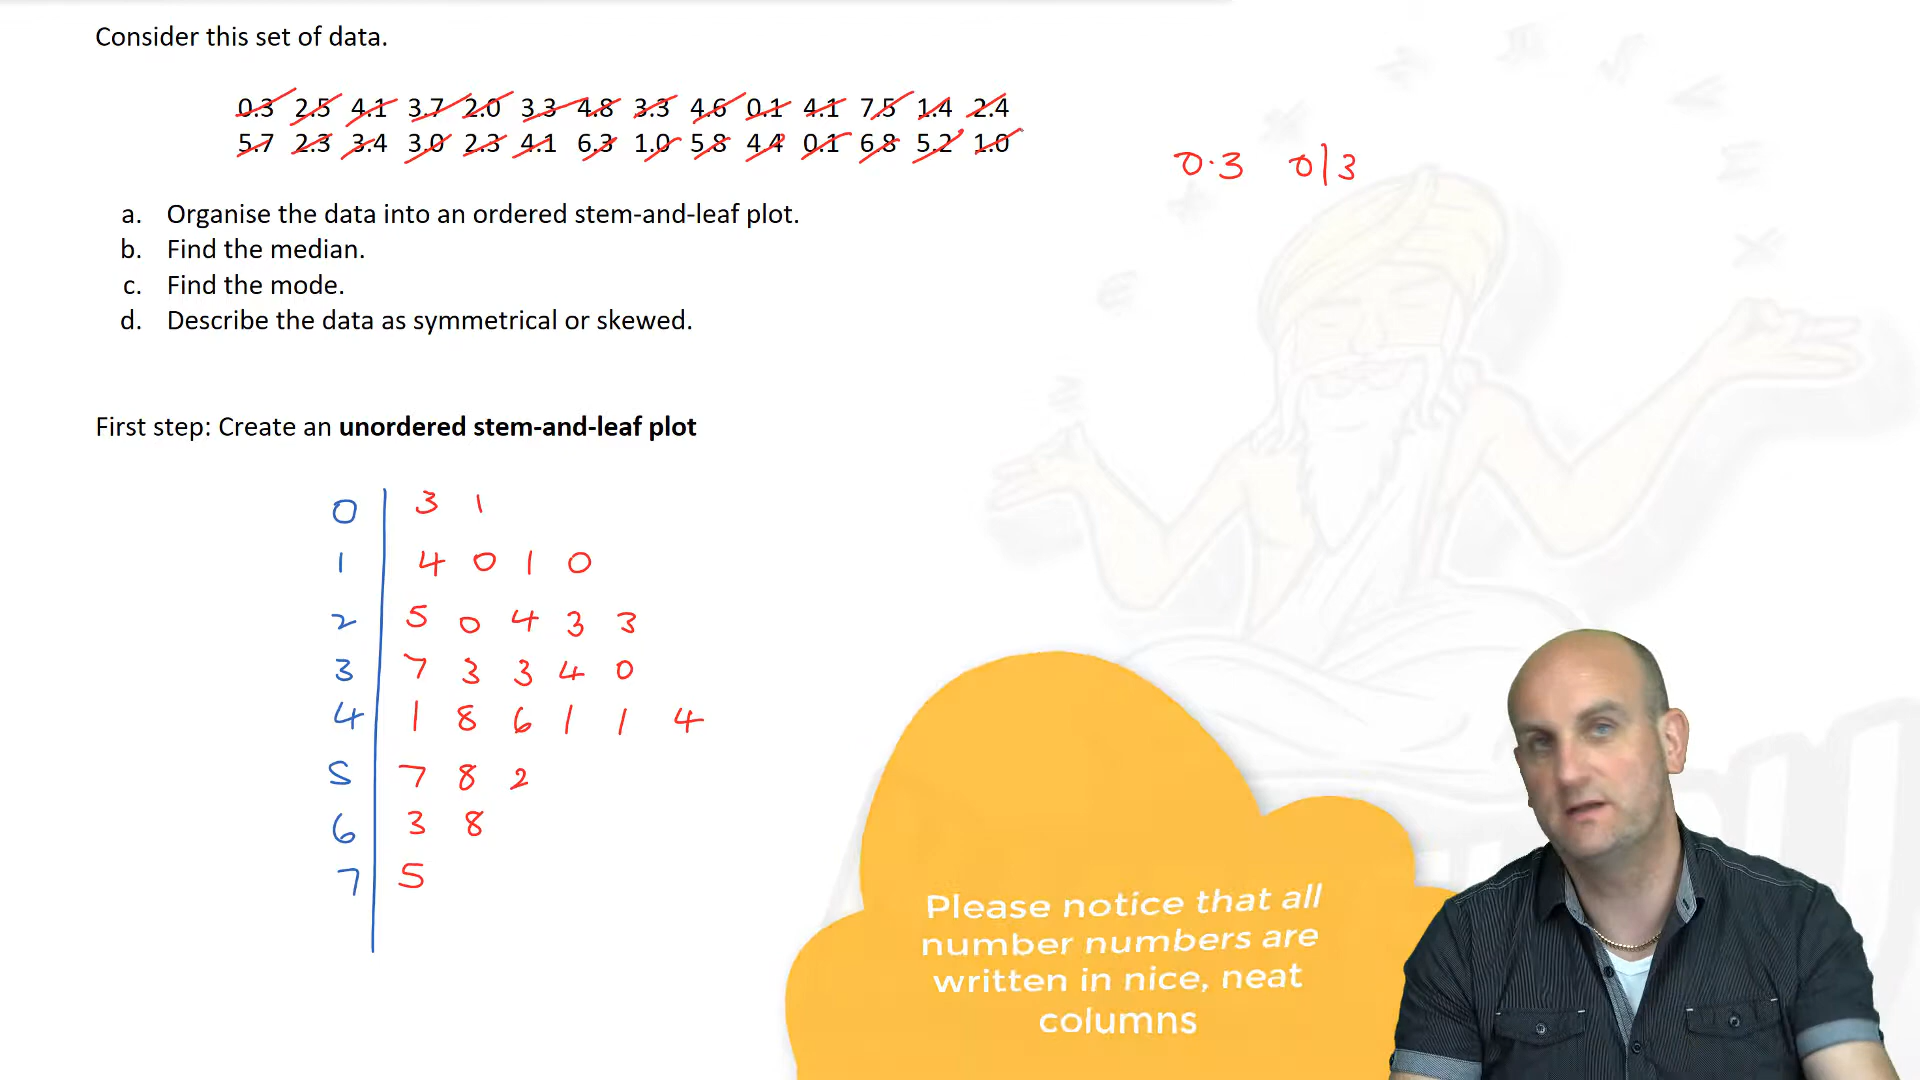 Consider this set of data.
0.3 2.5 4.1 3.7 2.0 3.3 4.8 3.3 4.6 0.1 4.1 7.5 1.4 2.4
5.7 2.3 3.4 3.0 2.3 4.1 6.3 1.0 5.8 4.4 0.1 6.8 5.2 1.0
0.3 0|3
a. Organise the data into an ordered stem-and-leaf plot.
b. Find the median.
c. Find the mode.
d. Describe the data as symmetrical or skewed.
First step: Create an unordered stem-and-leaf plot
0 | 3 1
1 | 4 0 1 0
2 | 5 0 4 3 3
3 | 7 3 3 4 0
4 | 1 8 6 1 1 4
5 | 7 8 2
6 | 3 8
7 | 5
Please notice that all
number numbers are
written in nice, neat
columns